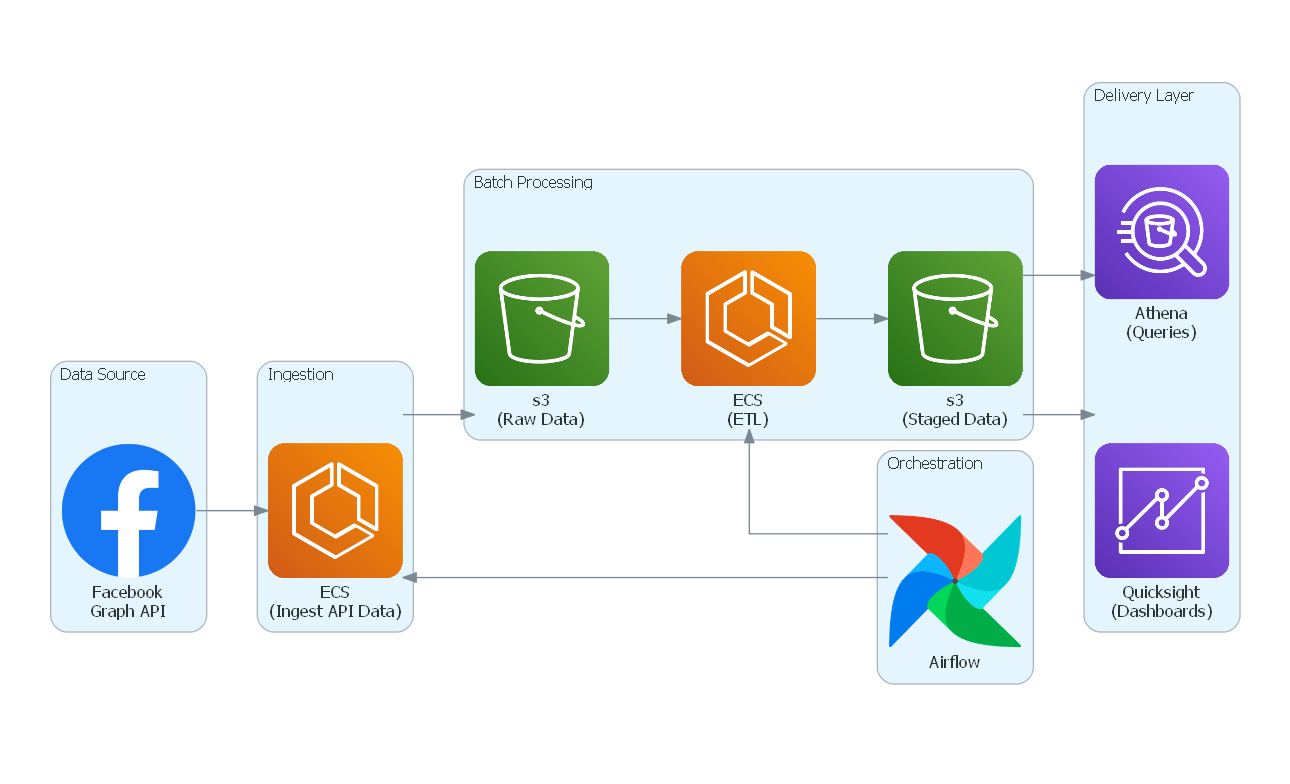 Data Source
Facebook
Graph API
Ingestion
ECS
(Ingest API Data)
Batch Processing
s3
(Raw Data)
ECS
(ETL)
s3
(Staged Data)
Orchestration
Airflow
Delivery Layer
Athena
(Queries)
Quicksight
(Dashboards)